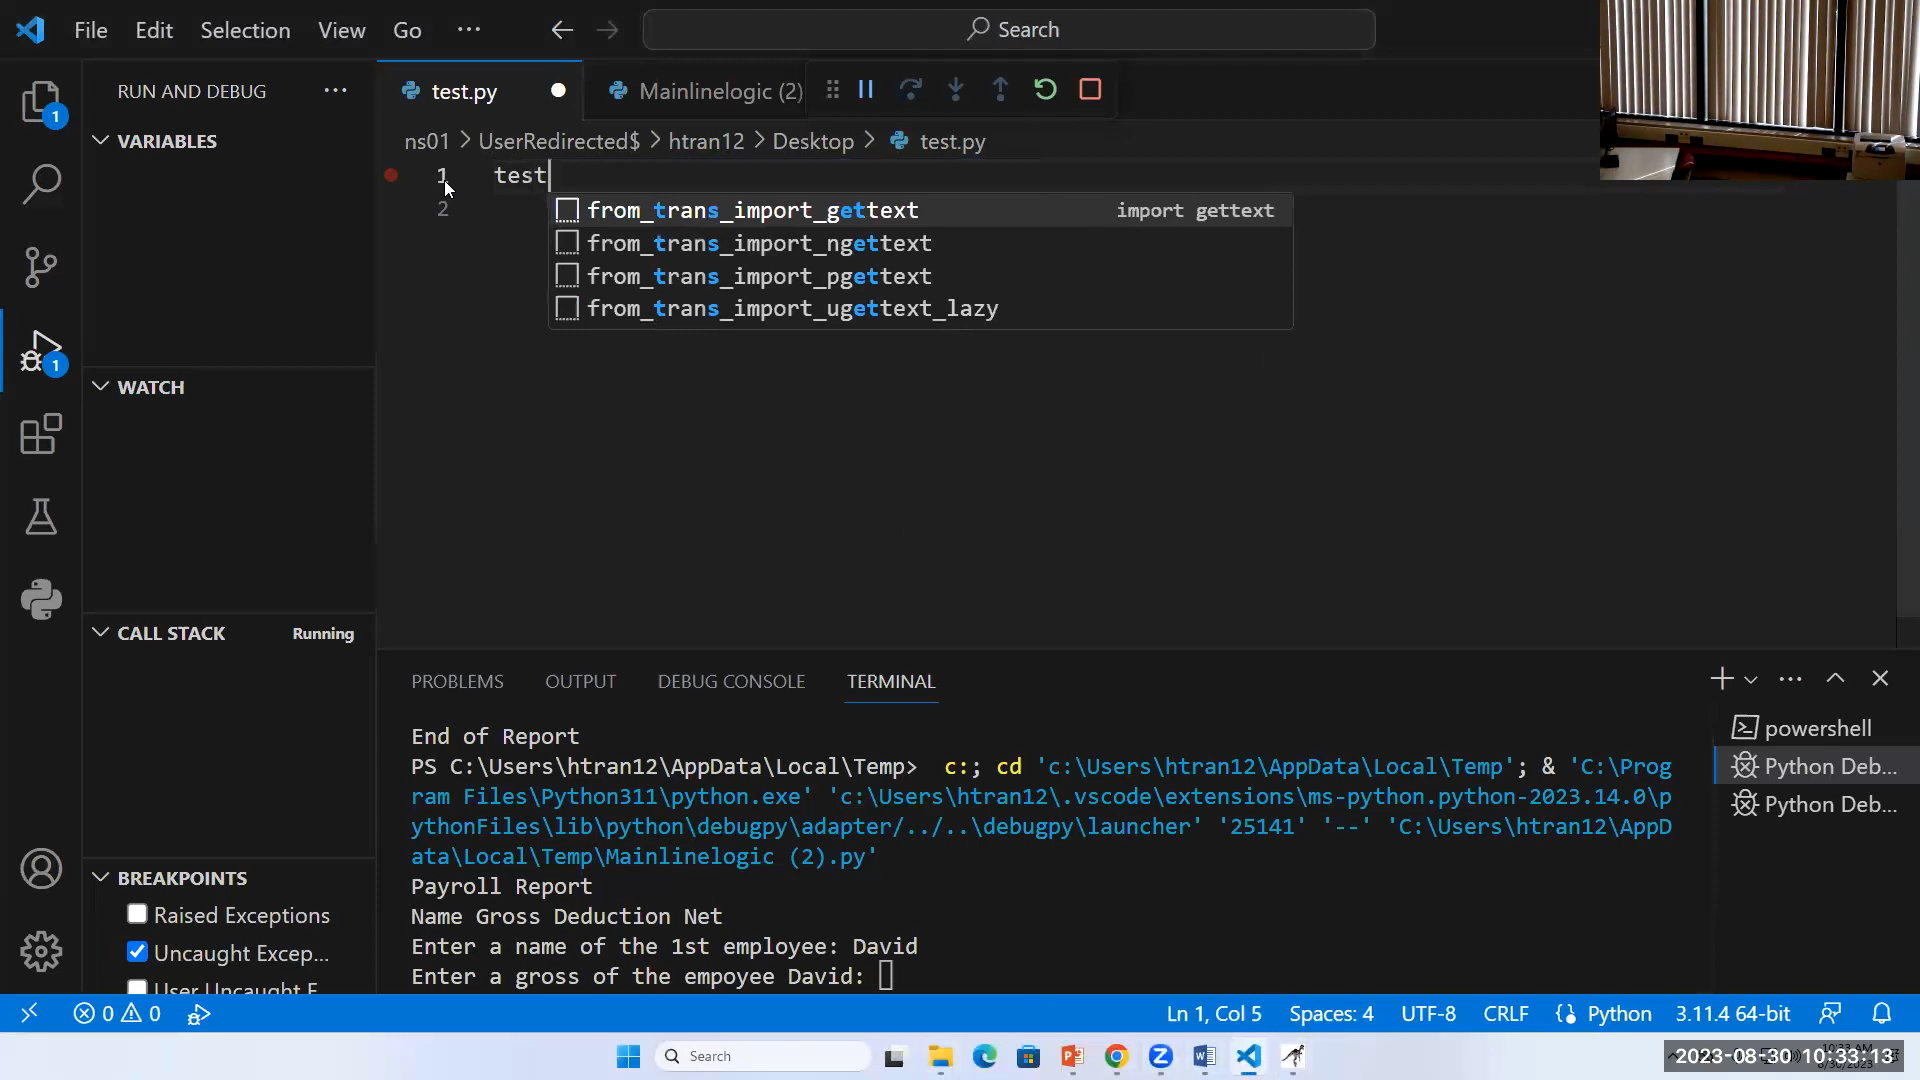 File Edit Selection View Go ··· Search
RUN AND DEBUG ···
test.py
Mainlinelogic (2)
VARIABLES
ns01 > UserRedirected$ > htran12 > Desktop > test.py
1 test
2
from_trans_import_gettext import gettext
from_trans_import_ngettext
from_trans_import_pgettext
from_trans_import_ugettext_lazy
1
1
WATCH
CALL STACK Running
BREAKPOINTS
Raised Exceptions
Uncaught Excep...
User Uncaught E
PROBLEMS OUTPUT DEBUG CONSOLE TERMINAL
End of Report
PS C:\Users\htran12\AppData\Local\Temp> c:; cd 'c:\Users\htran12\AppData\Local\Temp'; & 'C:\Prog
ram Files\Python311\python.exe' 'c:\Users\htran12\.vscode\extensions\ms-python.python-2023.14.0\p
ythonFiles\lib\python\debugpy\adapter/../..\debugpy\launcher' '25141' '--' 'C:\Users\htran12\AppD
ata\Local\Temp\Mainlinelogic (2).py'
Payroll Report
Name Gross Deduction Net
Enter a name of the 1st employee: David
Enter a gross of the empoyee David:
powershell
Python Deb...
Python Deb...
0 0 Ln 1, Col 5 Spaces: 4 UTF-8 CRLF Python 3.11.4 64-bit
Search
2023-08-30 10:33:13